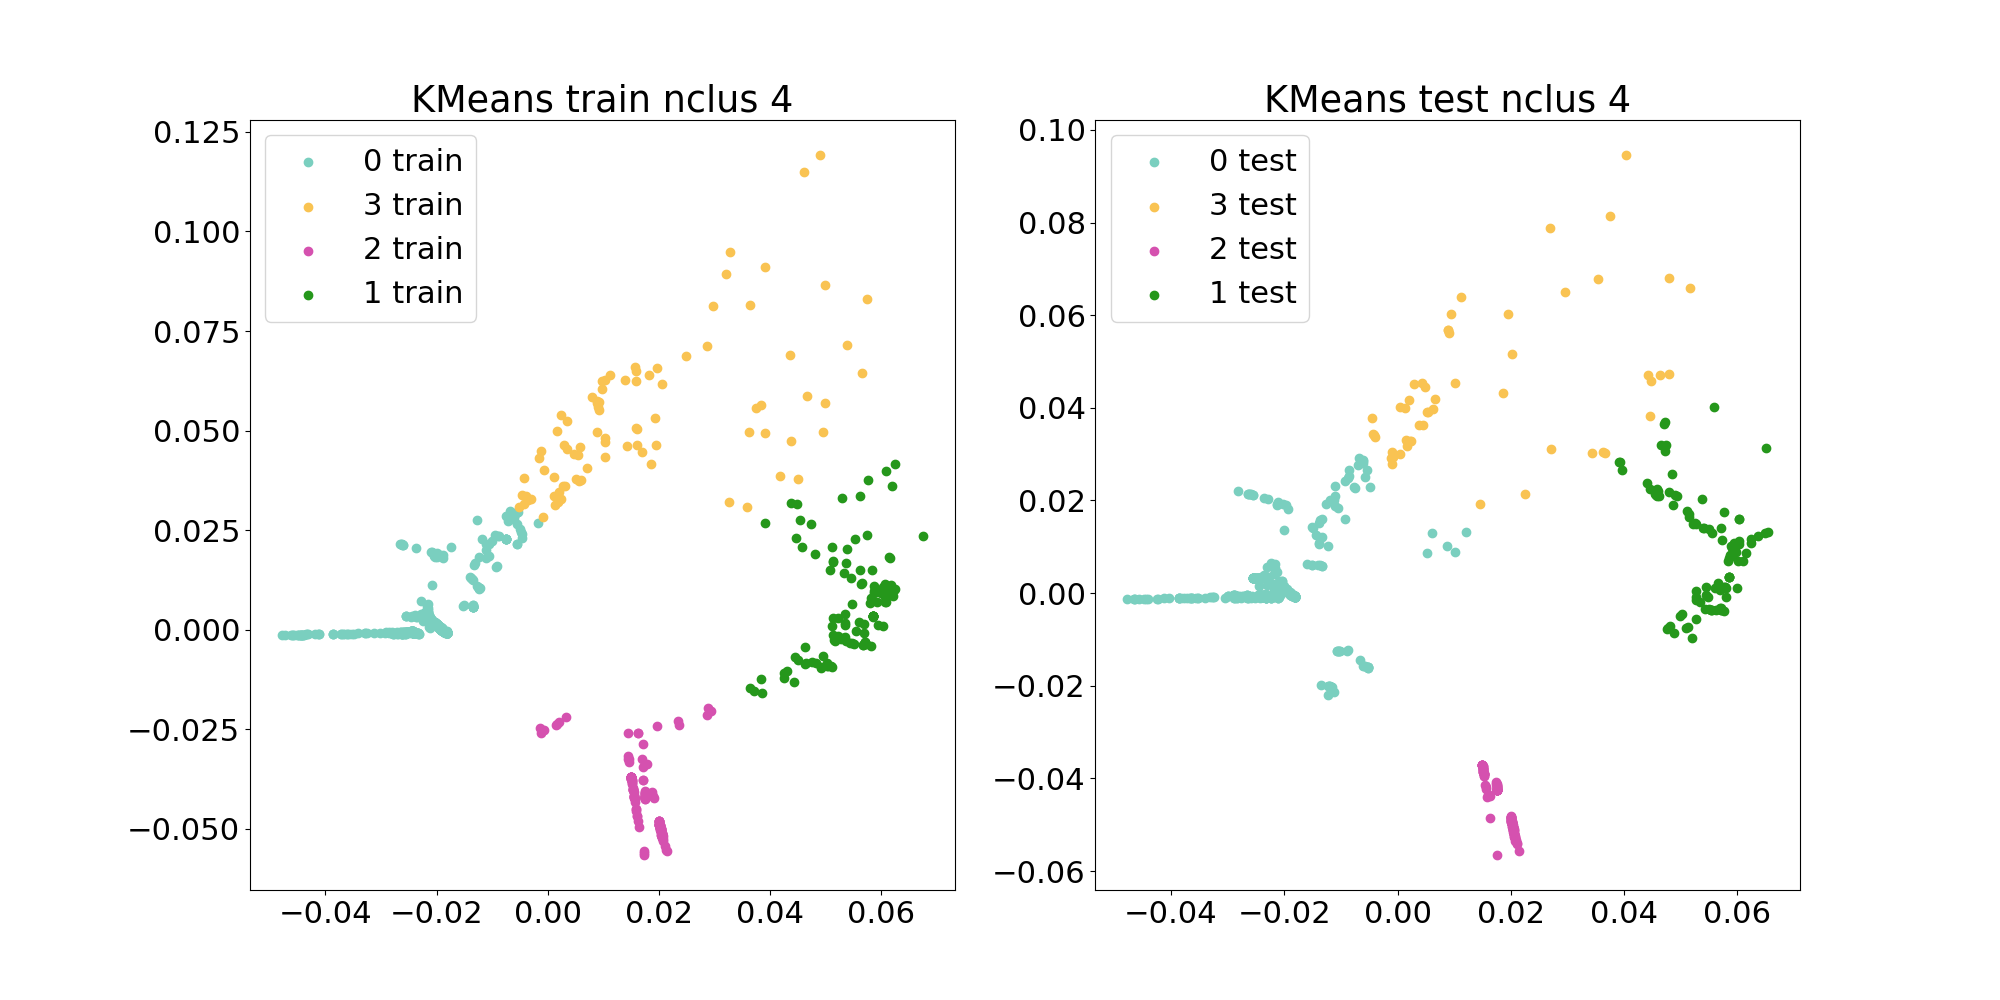 KMeans train nclus 4
0.125
0.100
0.075
0.050
0.025
0.000
−0.025
−0.050
−0.04 −0.02 0.00 0.02 0.04 0.06
0 train
3 train
2 train
1 train
KMeans test nclus 4
0.10
0.08
0.06
0.04
0.02
0.00
−0.02
−0.04
−0.06
−0.04 −0.02 0.00 0.02 0.04 0.06
0 test
3 test
2 test
1 test